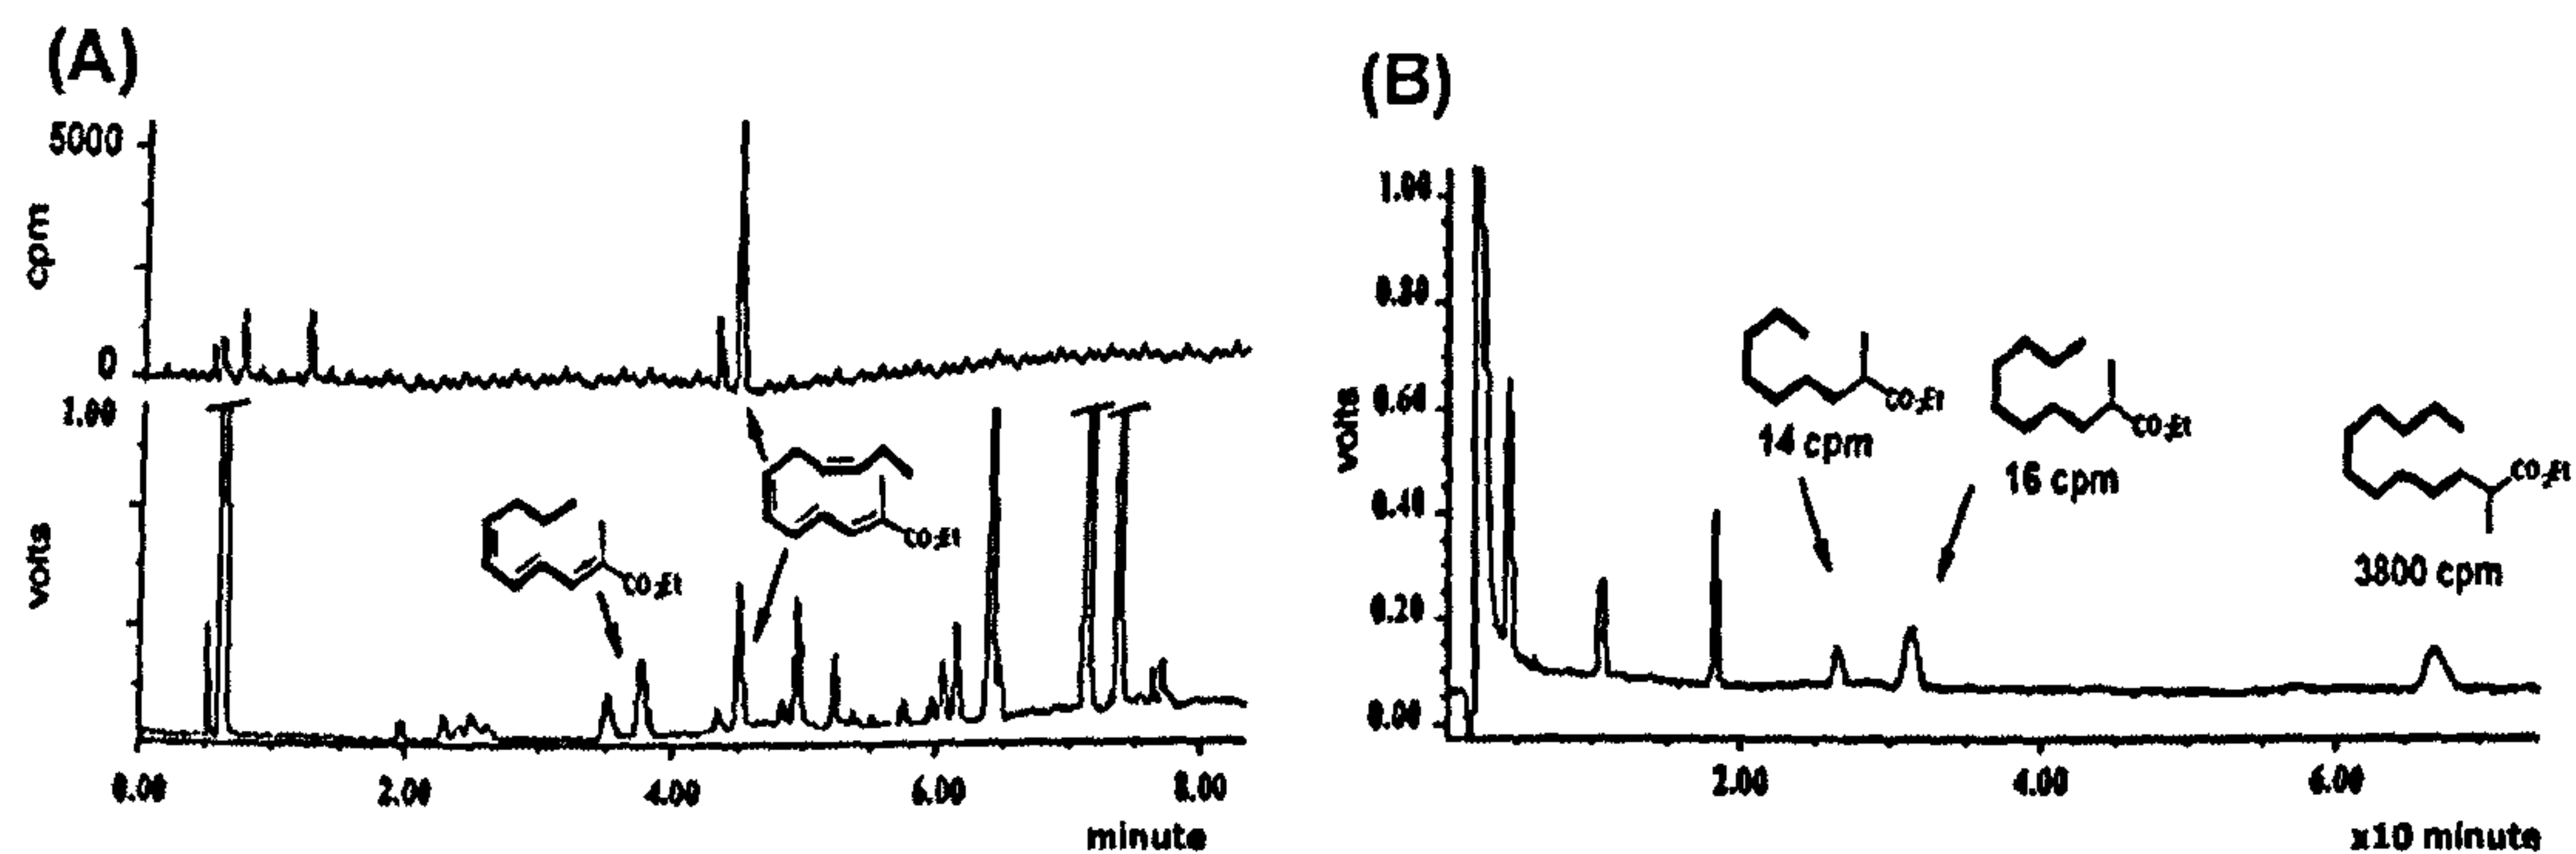 (A)
5000
cpm
0
1.00
volts
CO2Et
CO2Et
0.00 2.00 4.00 6.00 8.00
minute
(B)
1.00
0.80
volts
0.60
0.40
0.20
0.00
CO2Et
14 cpm
CO2Et
16 cpm
CO2Et
3800 cpm
2.00 4.00 6.00
x10 minute